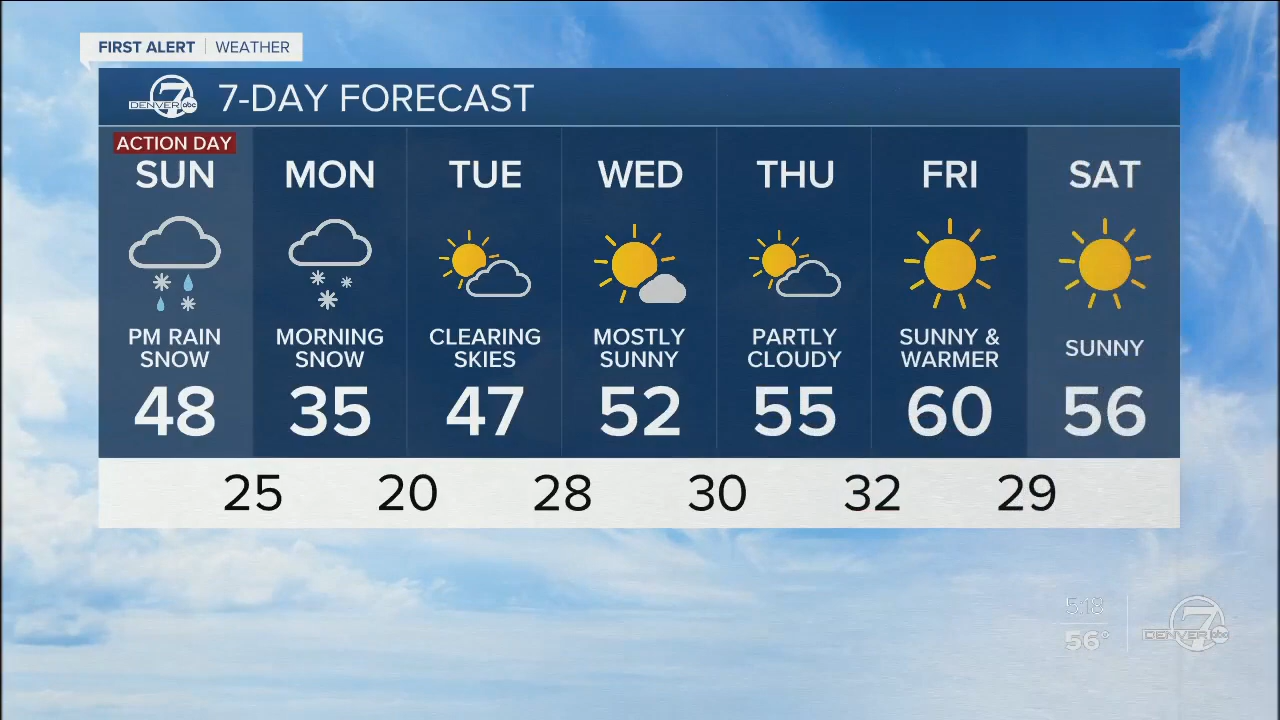 FIRST ALERT | WEATHER
DENVER 7 abc 7-DAY FORECAST
ACTION DAY
SUN MON TUE WED THU FRI SAT
PM RAIN MORNING CLEARING MOSTLY PARTLY SUNNY & SUNNY
SNOW SNOW SKIES SUNNY CLOUDY WARMER
48 35 47 52 55 60 56
25 20 28 30 32 29
5:18
56°
DENVER 7 abc